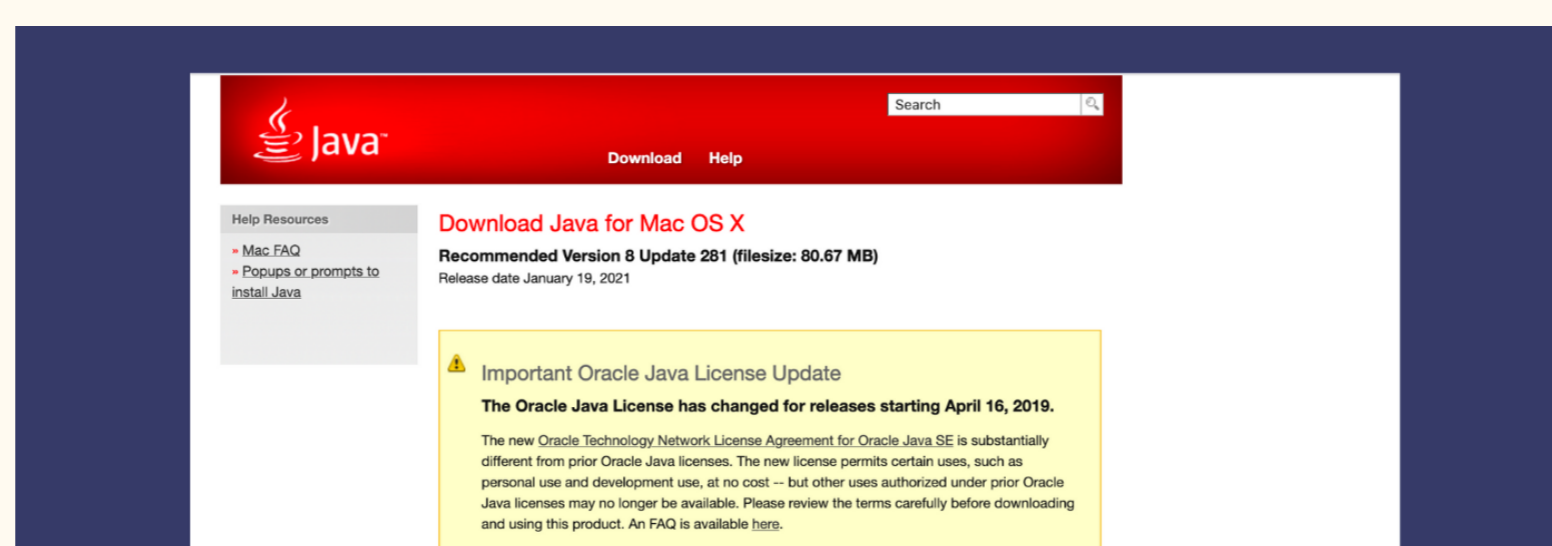 Java™
Search
Download Help
Help Resources
» Mac FAQ
» Popups or prompts to
install Java
Download Java for Mac OS X
Recommended Version 8 Update 281 (filesize: 80.67 MB)
Release date January 19, 2021
Important Oracle Java License Update
The Oracle Java License has changed for releases starting April 16, 2019.
The new Oracle Technology Network License Agreement for Oracle Java SE is substantially
different from prior Oracle Java licenses. The new license permits certain uses, such as
personal use and development use, at no cost -- but other uses authorized under prior Oracle
Java licenses may no longer be available. Please review the terms carefully before downloading
and using this product. An FAQ is available here.